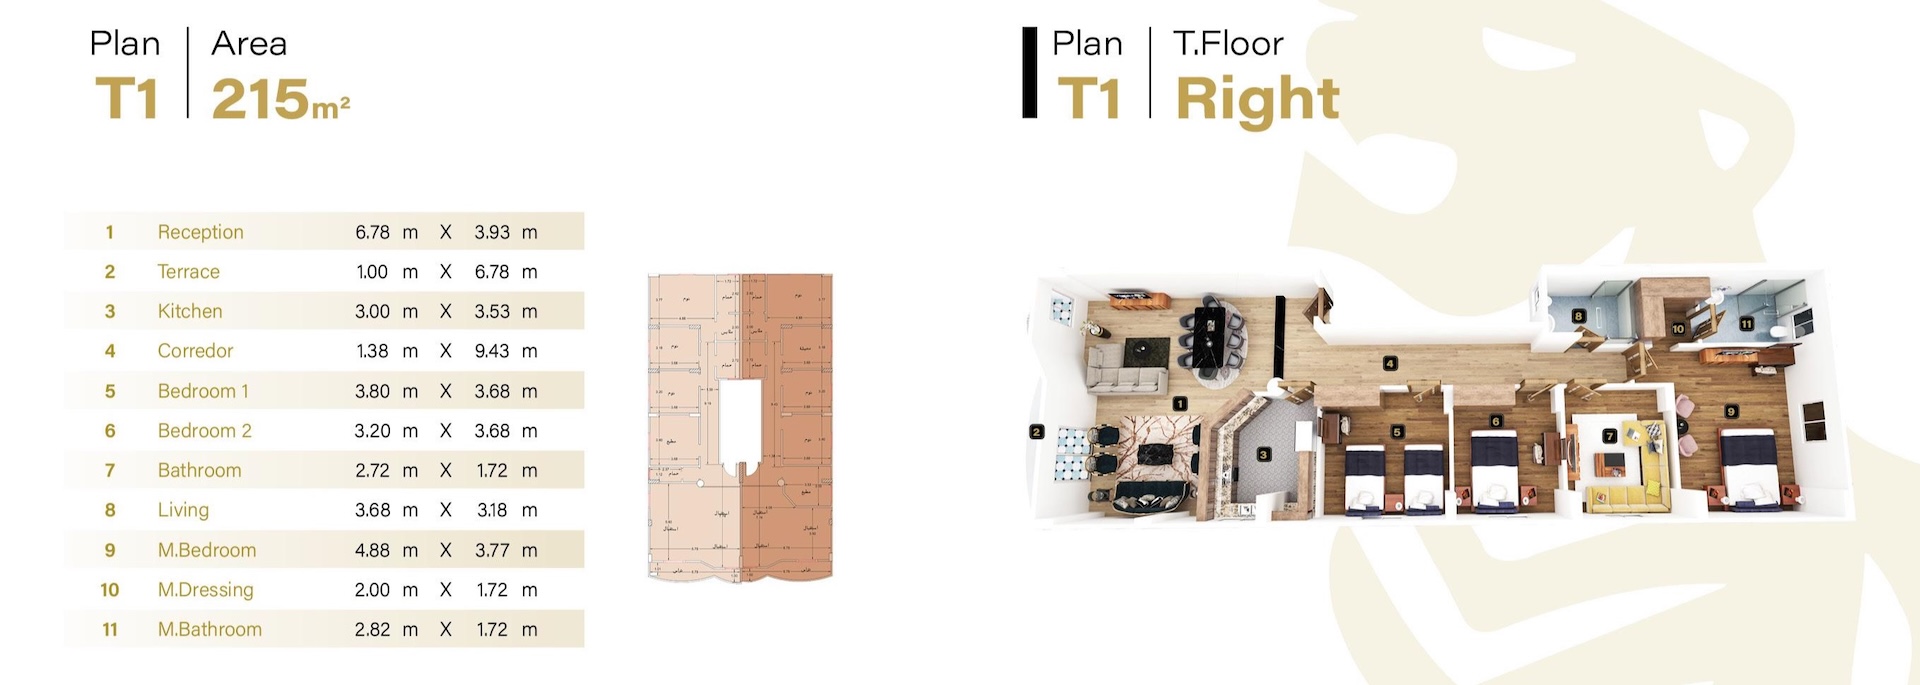 Plan
T1
Area
215m²
1 Reception 6.78 m X 3.93 m
2 Terrace 1.00 m X 6.78 m
3 Kitchen 3.00 m X 3.53 m
4 Corredor 1.38 m X 9.43 m
5 Bedroom 1 3.80 m X 3.68 m
6 Bedroom 2 3.20 m X 3.68 m
7 Bathroom 2.72 m X 1.72 m
8 Living 3.68 m X 3.18 m
9 M.Bedroom 4.88 m X 3.77 m
10 M.Dressing 2.00 m X 1.72 m
11 M.Bathroom 2.82 m X 1.72 m
Plan
T1
T.Floor
Right
8
10
11
4
1
9
2
5
6
7
3